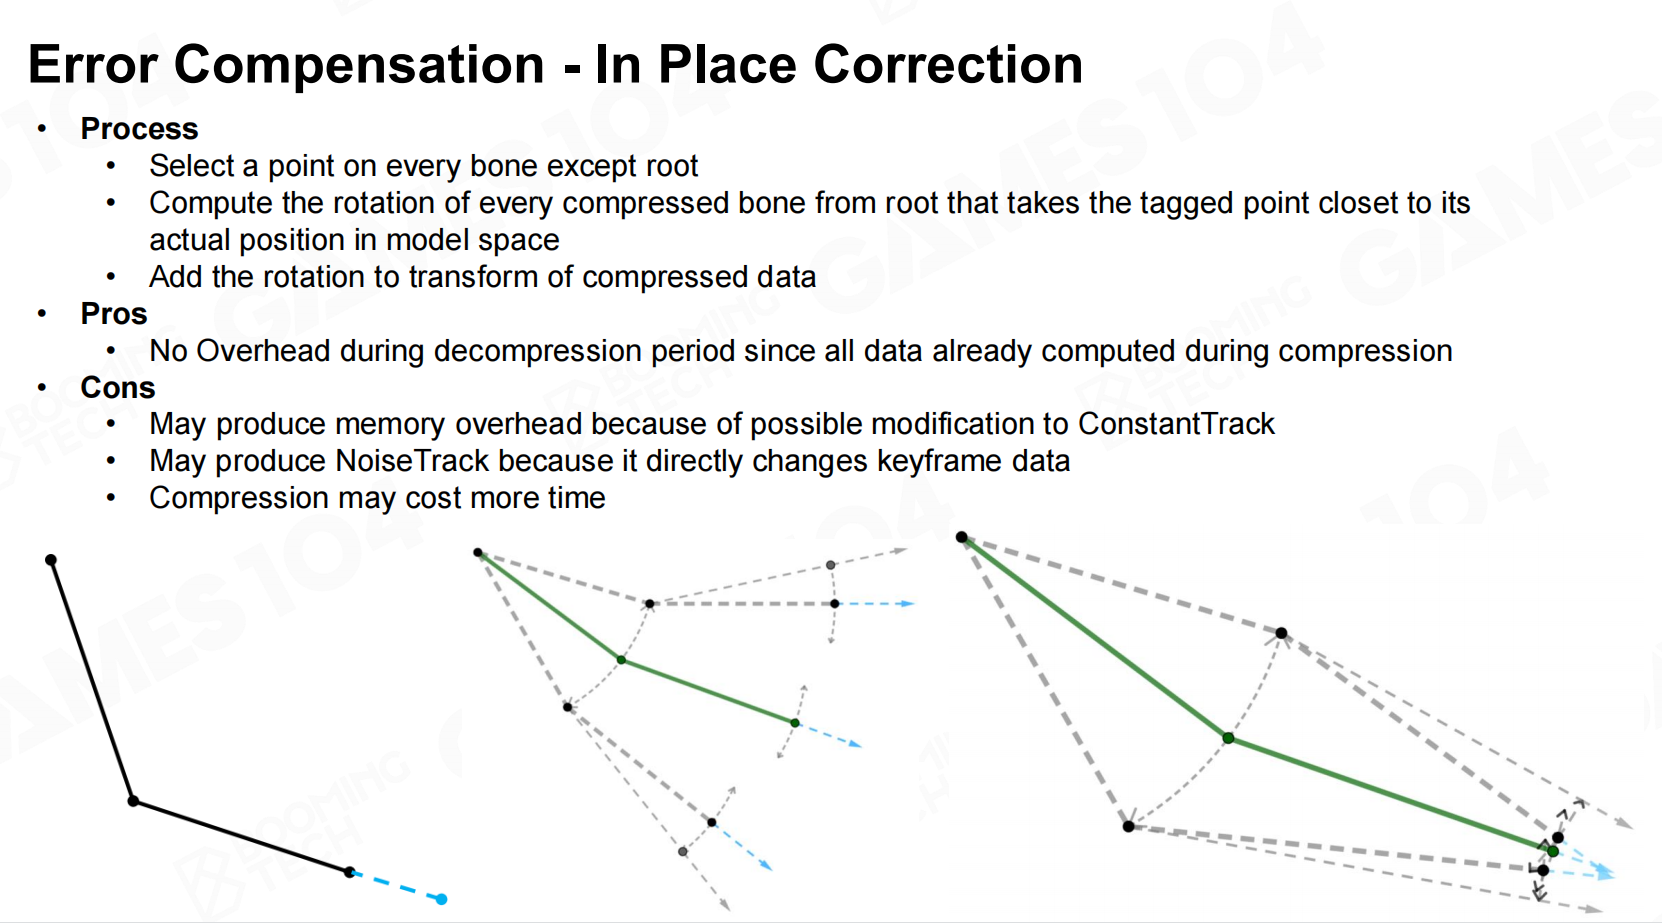 Error Compensation - In Place Correction
• Process
• Select a point on every bone except root
• Compute the rotation of every compressed bone from root that takes the tagged point closet to its
actual position in model space
• Add the rotation to transform of compressed data
• Pros
• No Overhead during decompression period since all data already computed during compression
• Cons
• May produce memory overhead because of possible modification to ConstantTrack
• May produce NoiseTrack because it directly changes keyframe data
• Compression may cost more time
GAMES104
BOOMING
TECH